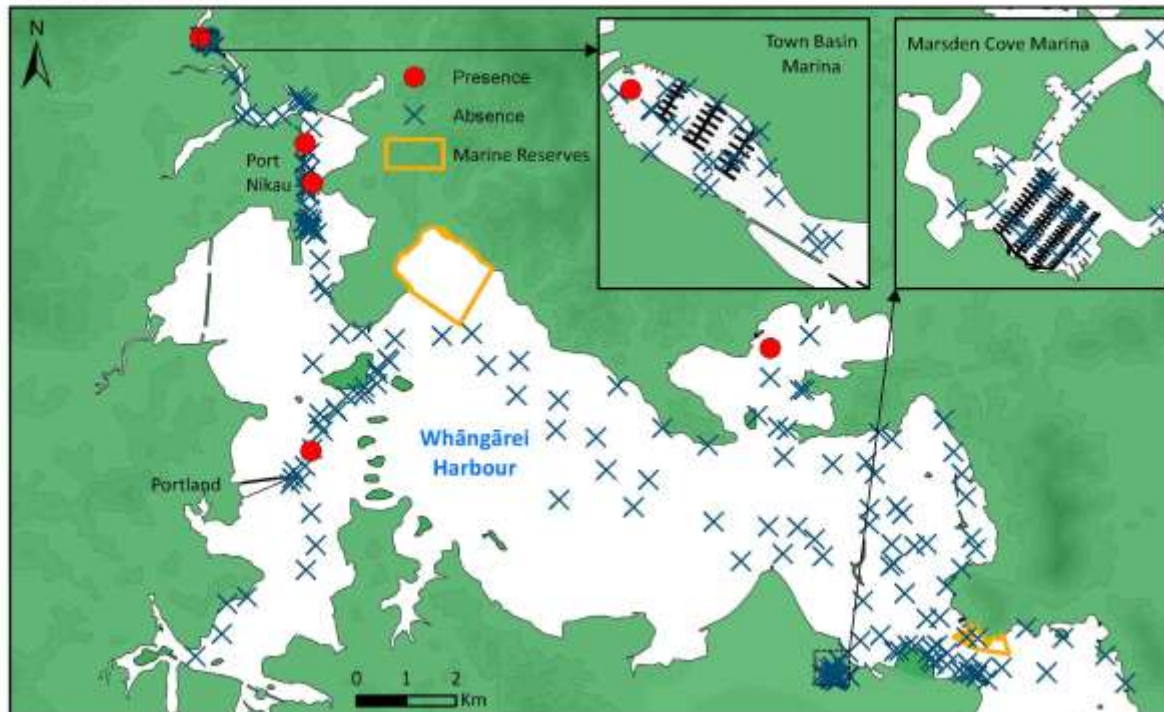 N
Presence
Absence
Marine Reserves
Town Basin
Marina
Marsden Cove Marina
Port
Nikau
Whāngārei
Harbour
Portland
0 1 2
Km